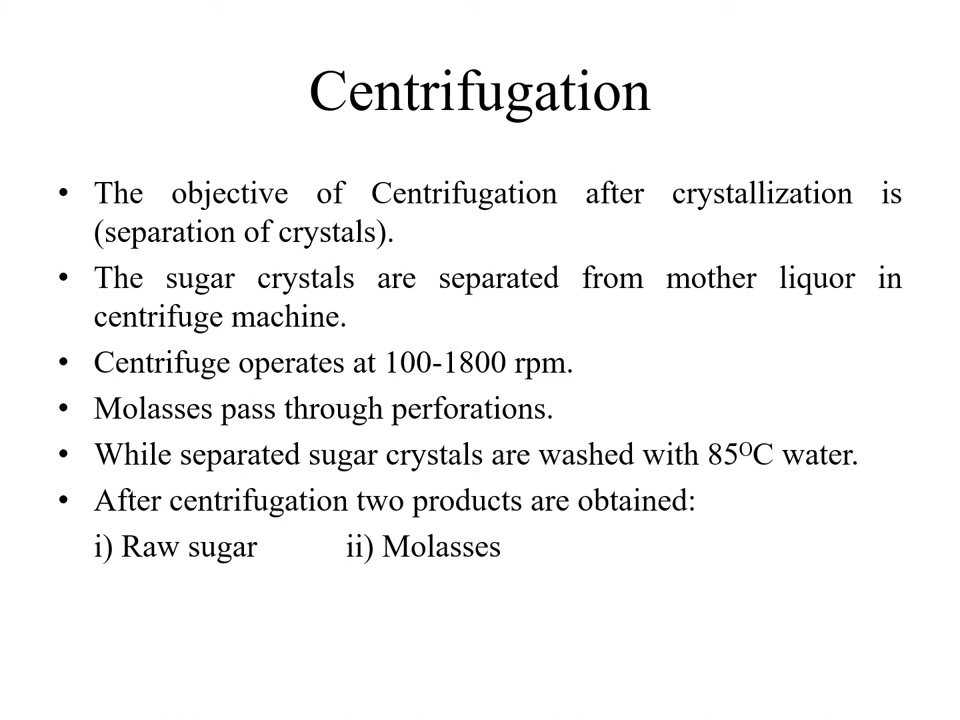 Centrifugation
• The objective of Centrifugation after crystallization is
(separation of crystals).
• The sugar crystals are separated from mother liquor in
centrifuge machine.
• Centrifuge operates at 100-1800 rpm.
• Molasses pass through perforations.
• While separated sugar crystals are washed with 85ᴼC water.
• After centrifugation two products are obtained:
i) Raw sugar ii) Molasses